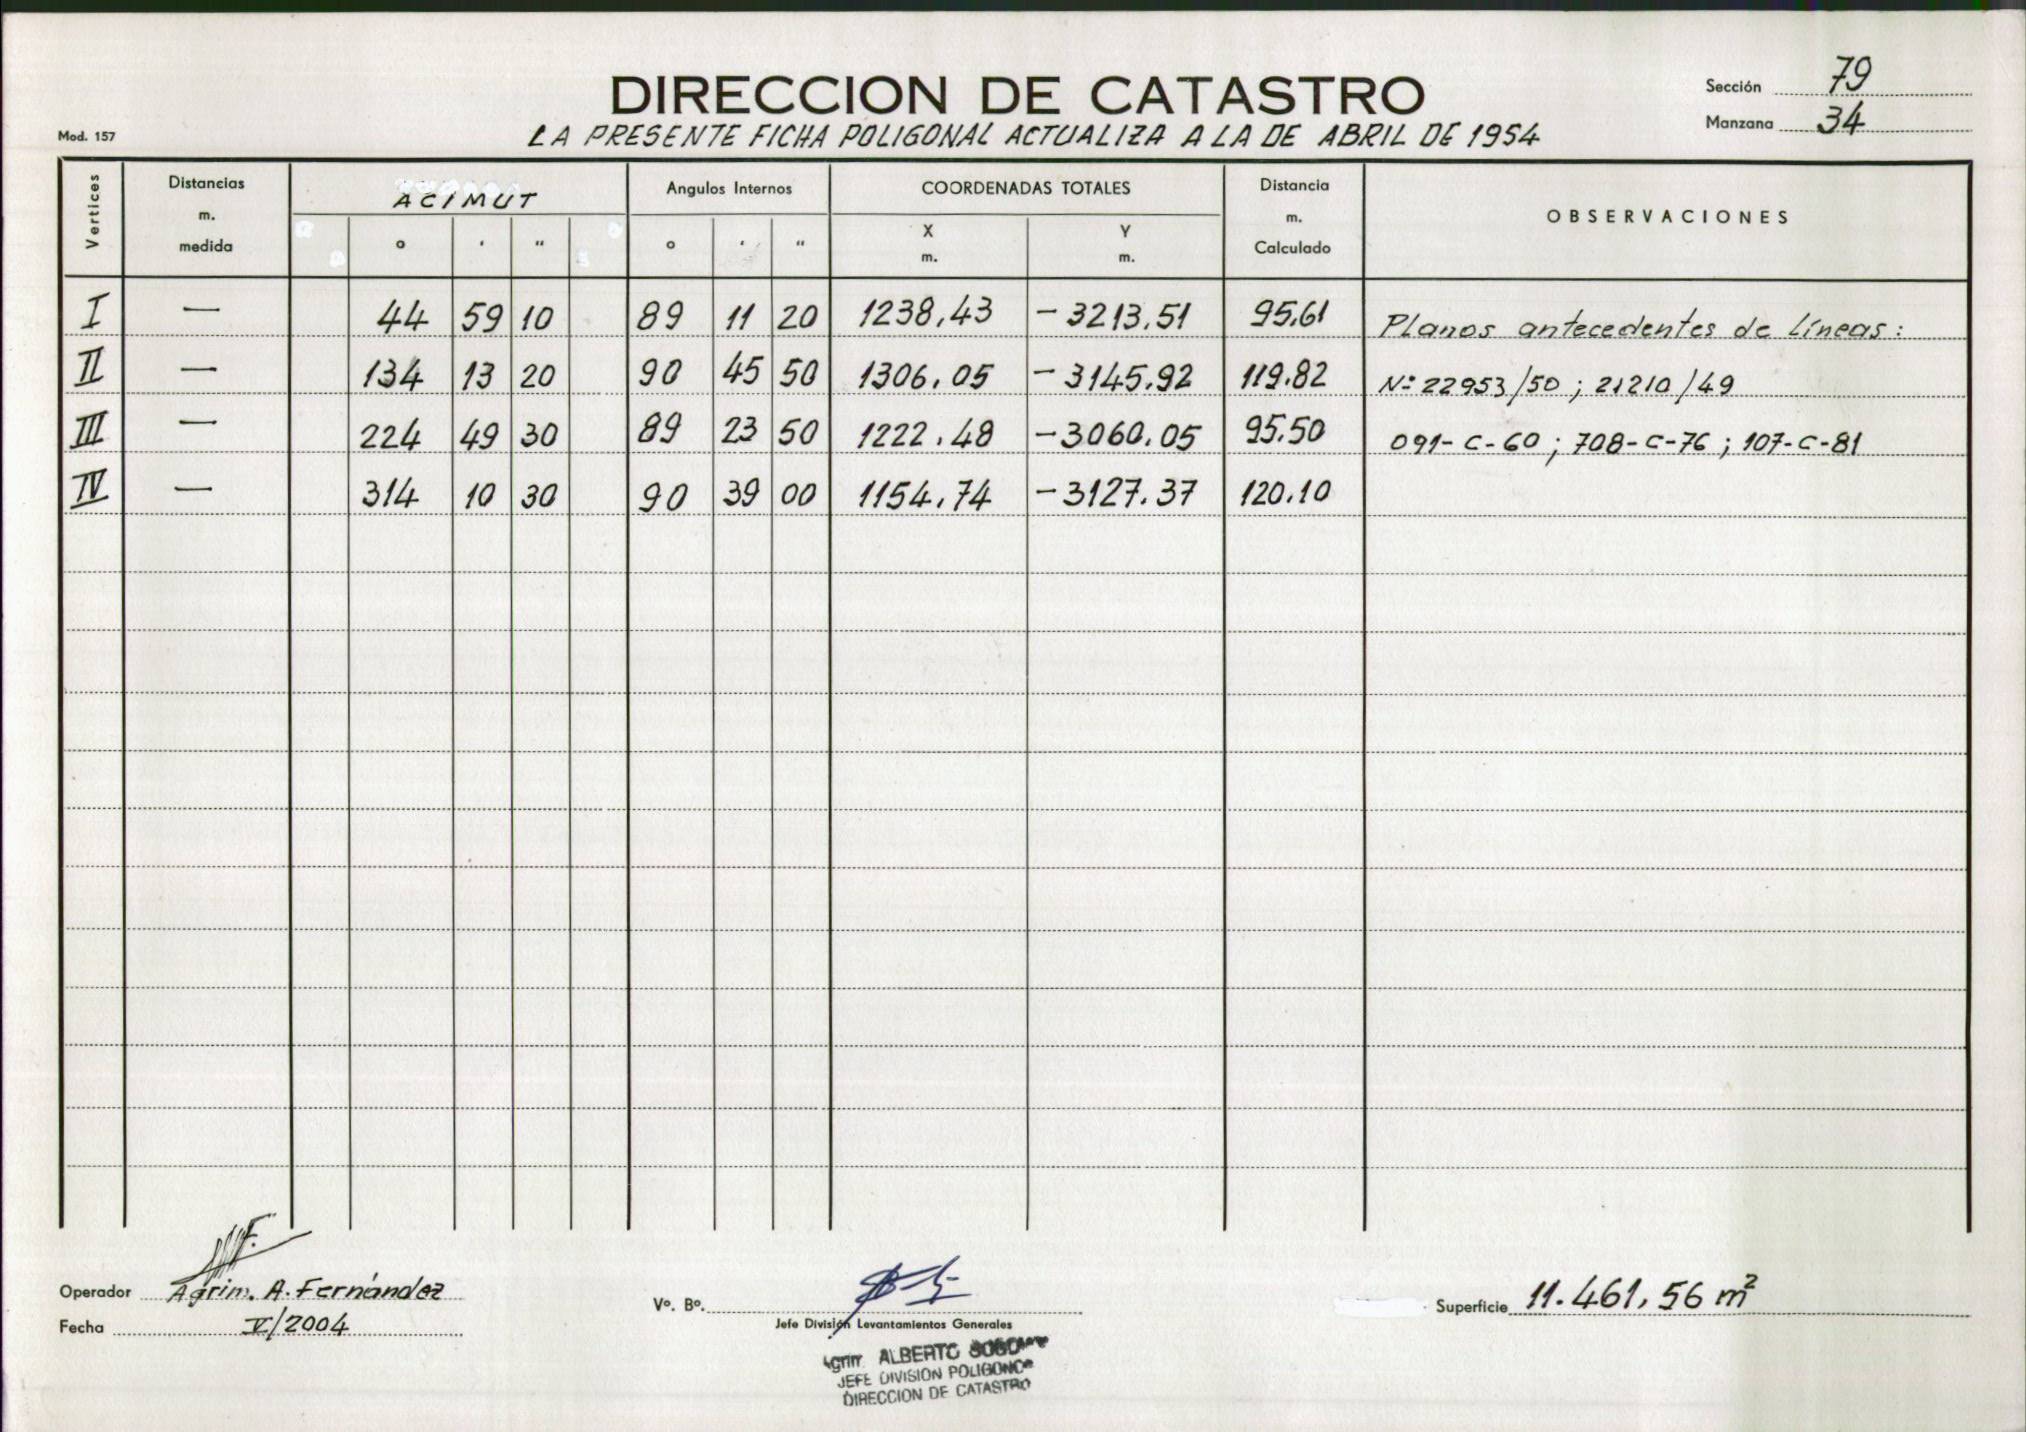 DIRECCION DE CATASTRO
Sección 79
Manzana 34
Mod. 157
LA PRESENTE FICHA POLIGONAL ACTUALIZA A LA DE ABRIL DE 1954
Vertices Distancias m. medida ACIMUT ° ' " Angulos Internos ° ' " COORDENADAS TOTALES X m. Y m. Distancia m. Calculado OBSERVACIONES
I — 44 59 10 89 11 20 1238,43 -3213,51 95,61 Planos antecedentes de líneas:
II — 134 13 20 90 45 50 1306,05 -3145,92 119,82 Nº 22953/50 ; 21210/49
III — 224 49 30 89 23 50 1222,48 -3060,05 95,50 091-C-60 ; 708-C-76 ; 107-C-81
IV — 314 10 30 90 39 00 1154,74 -3127,37 120,10
Operador Agrim. A. Fernández
Fecha V/2004
Vº. Bº.
Jefe División Levantamientos Generales
ALBERTO
JEFE DIVISION POLIGONOS
DIRECCION DE CATASTRO
Superficie 11.461,56 m²